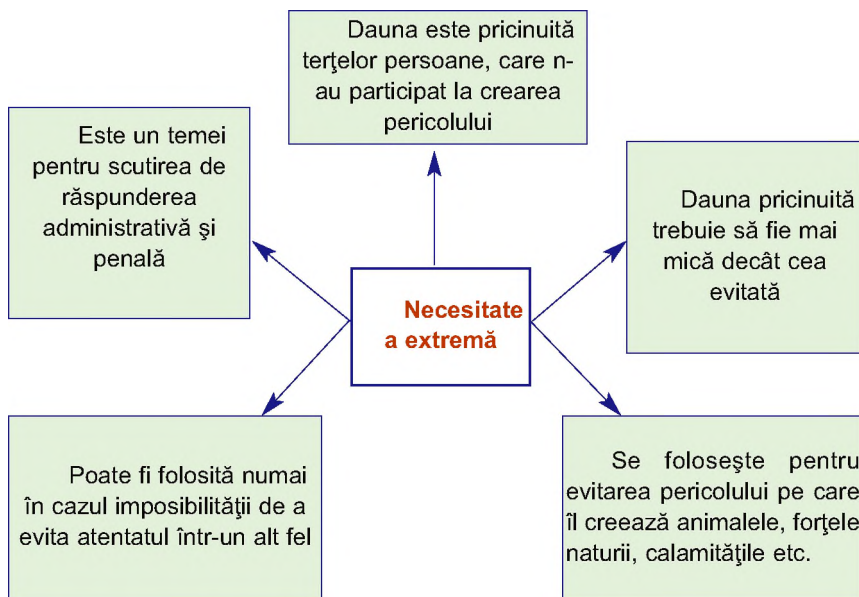 Dauna este pricinuită
terţelor persoane, care n-
au participat la crearea
pericolului
Este un temei
pentru scutirea de
răspunderea
administrativă şi
penală
Dauna pricinuită
trebuie să fie mai
mică decât cea
evitată
Necesitate
a extremă
Poate fi folosită numai
în cazul imposibilităţii de a
evita atentatul într-un alt fel
Se foloseşte pentru
evitarea pericolului pe care
îl creează animalele, forţele
naturii, calamităţile etc.